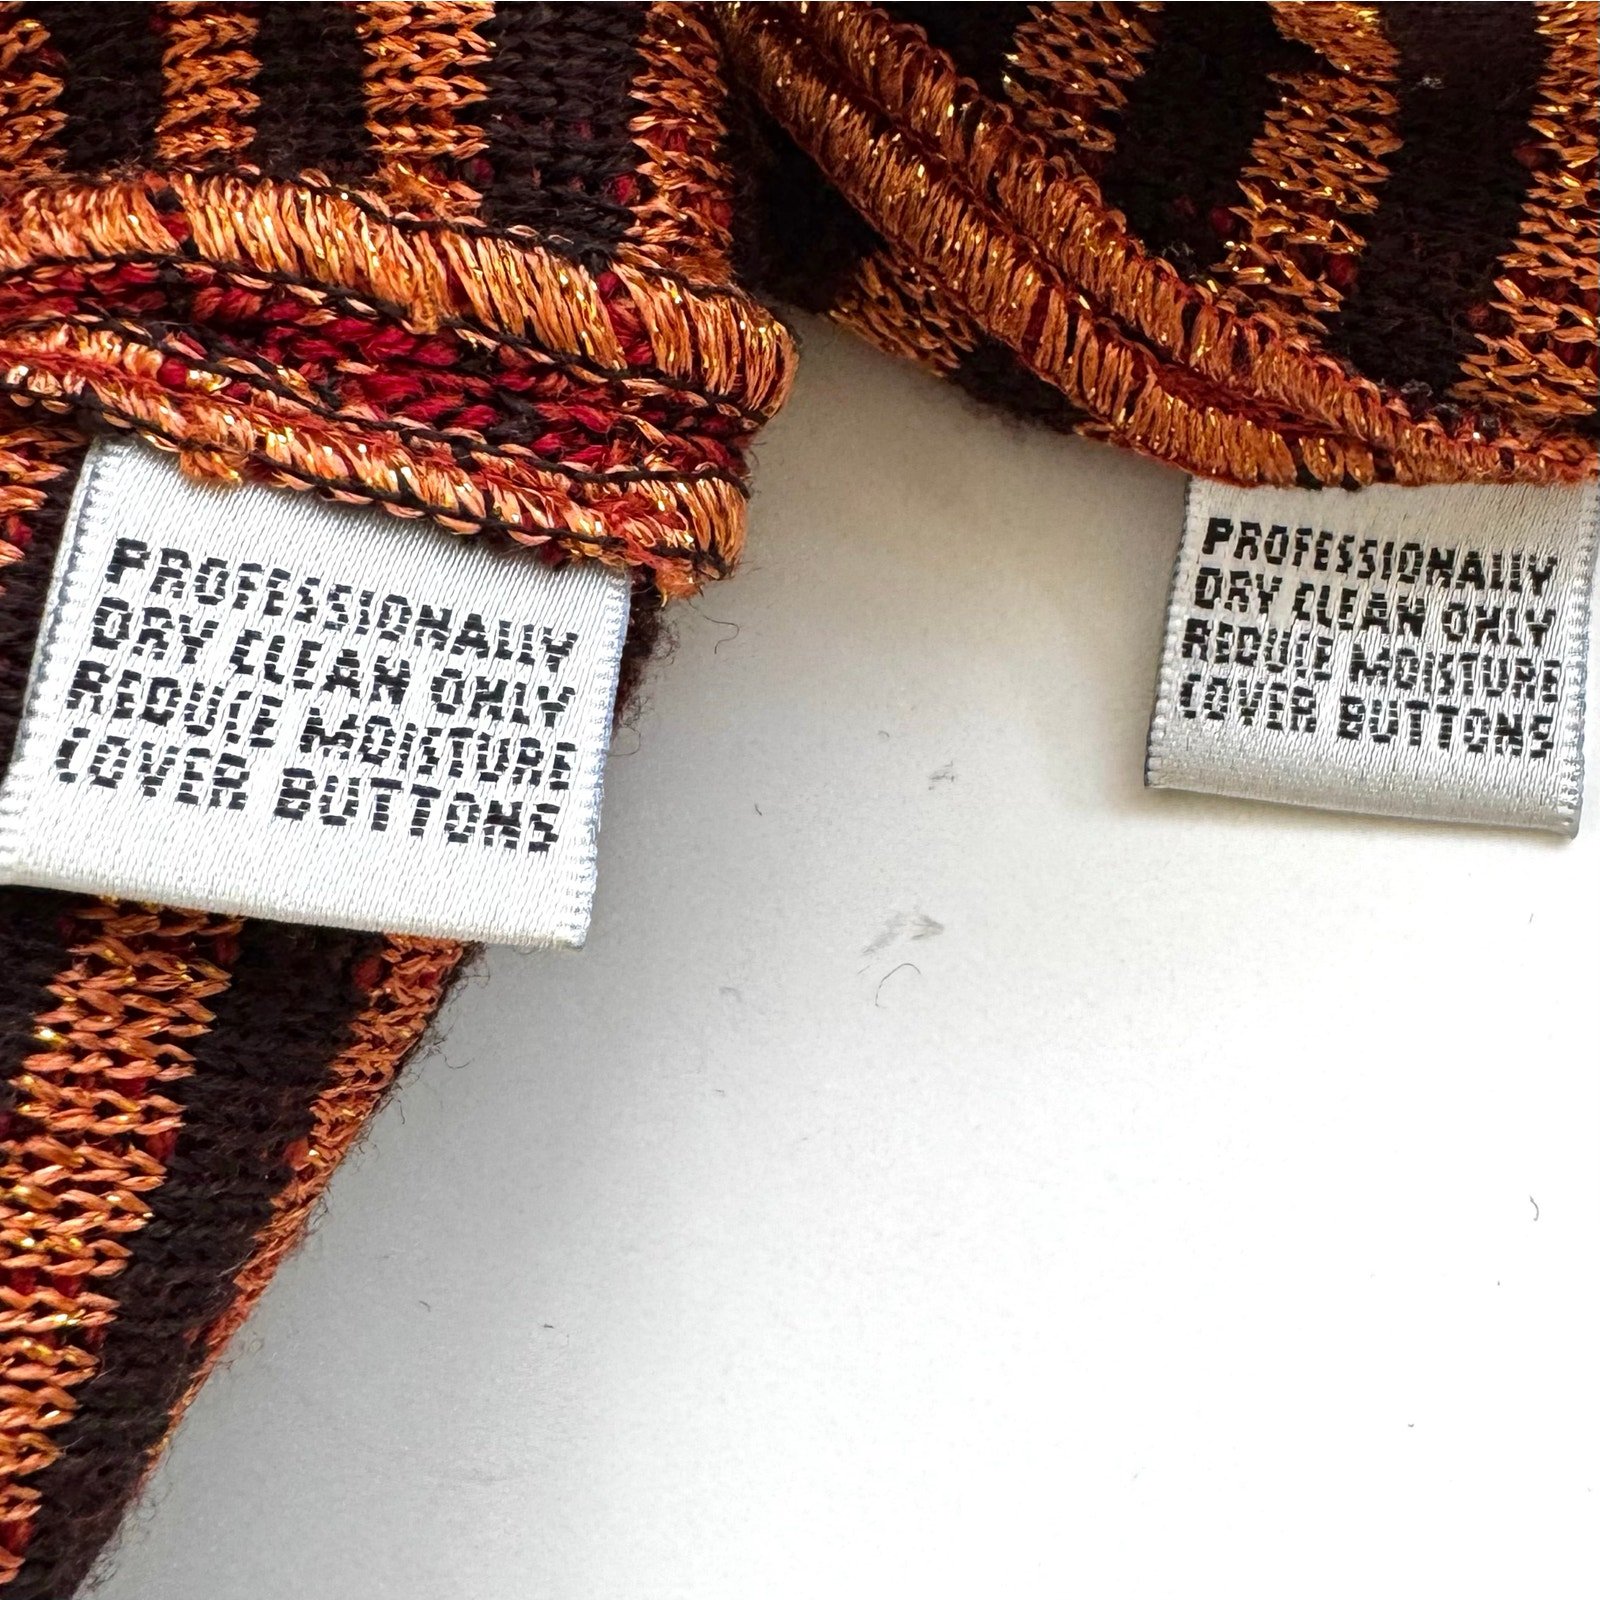 PROFESSIONALLY
DRY CLEAN ONLY
REDUCE MOISTURE
COVER BUTTONS
PROFESSIONALLY
DRY CLEAN ONLY
REDUCE MOISTURE
COVER BUTTONS